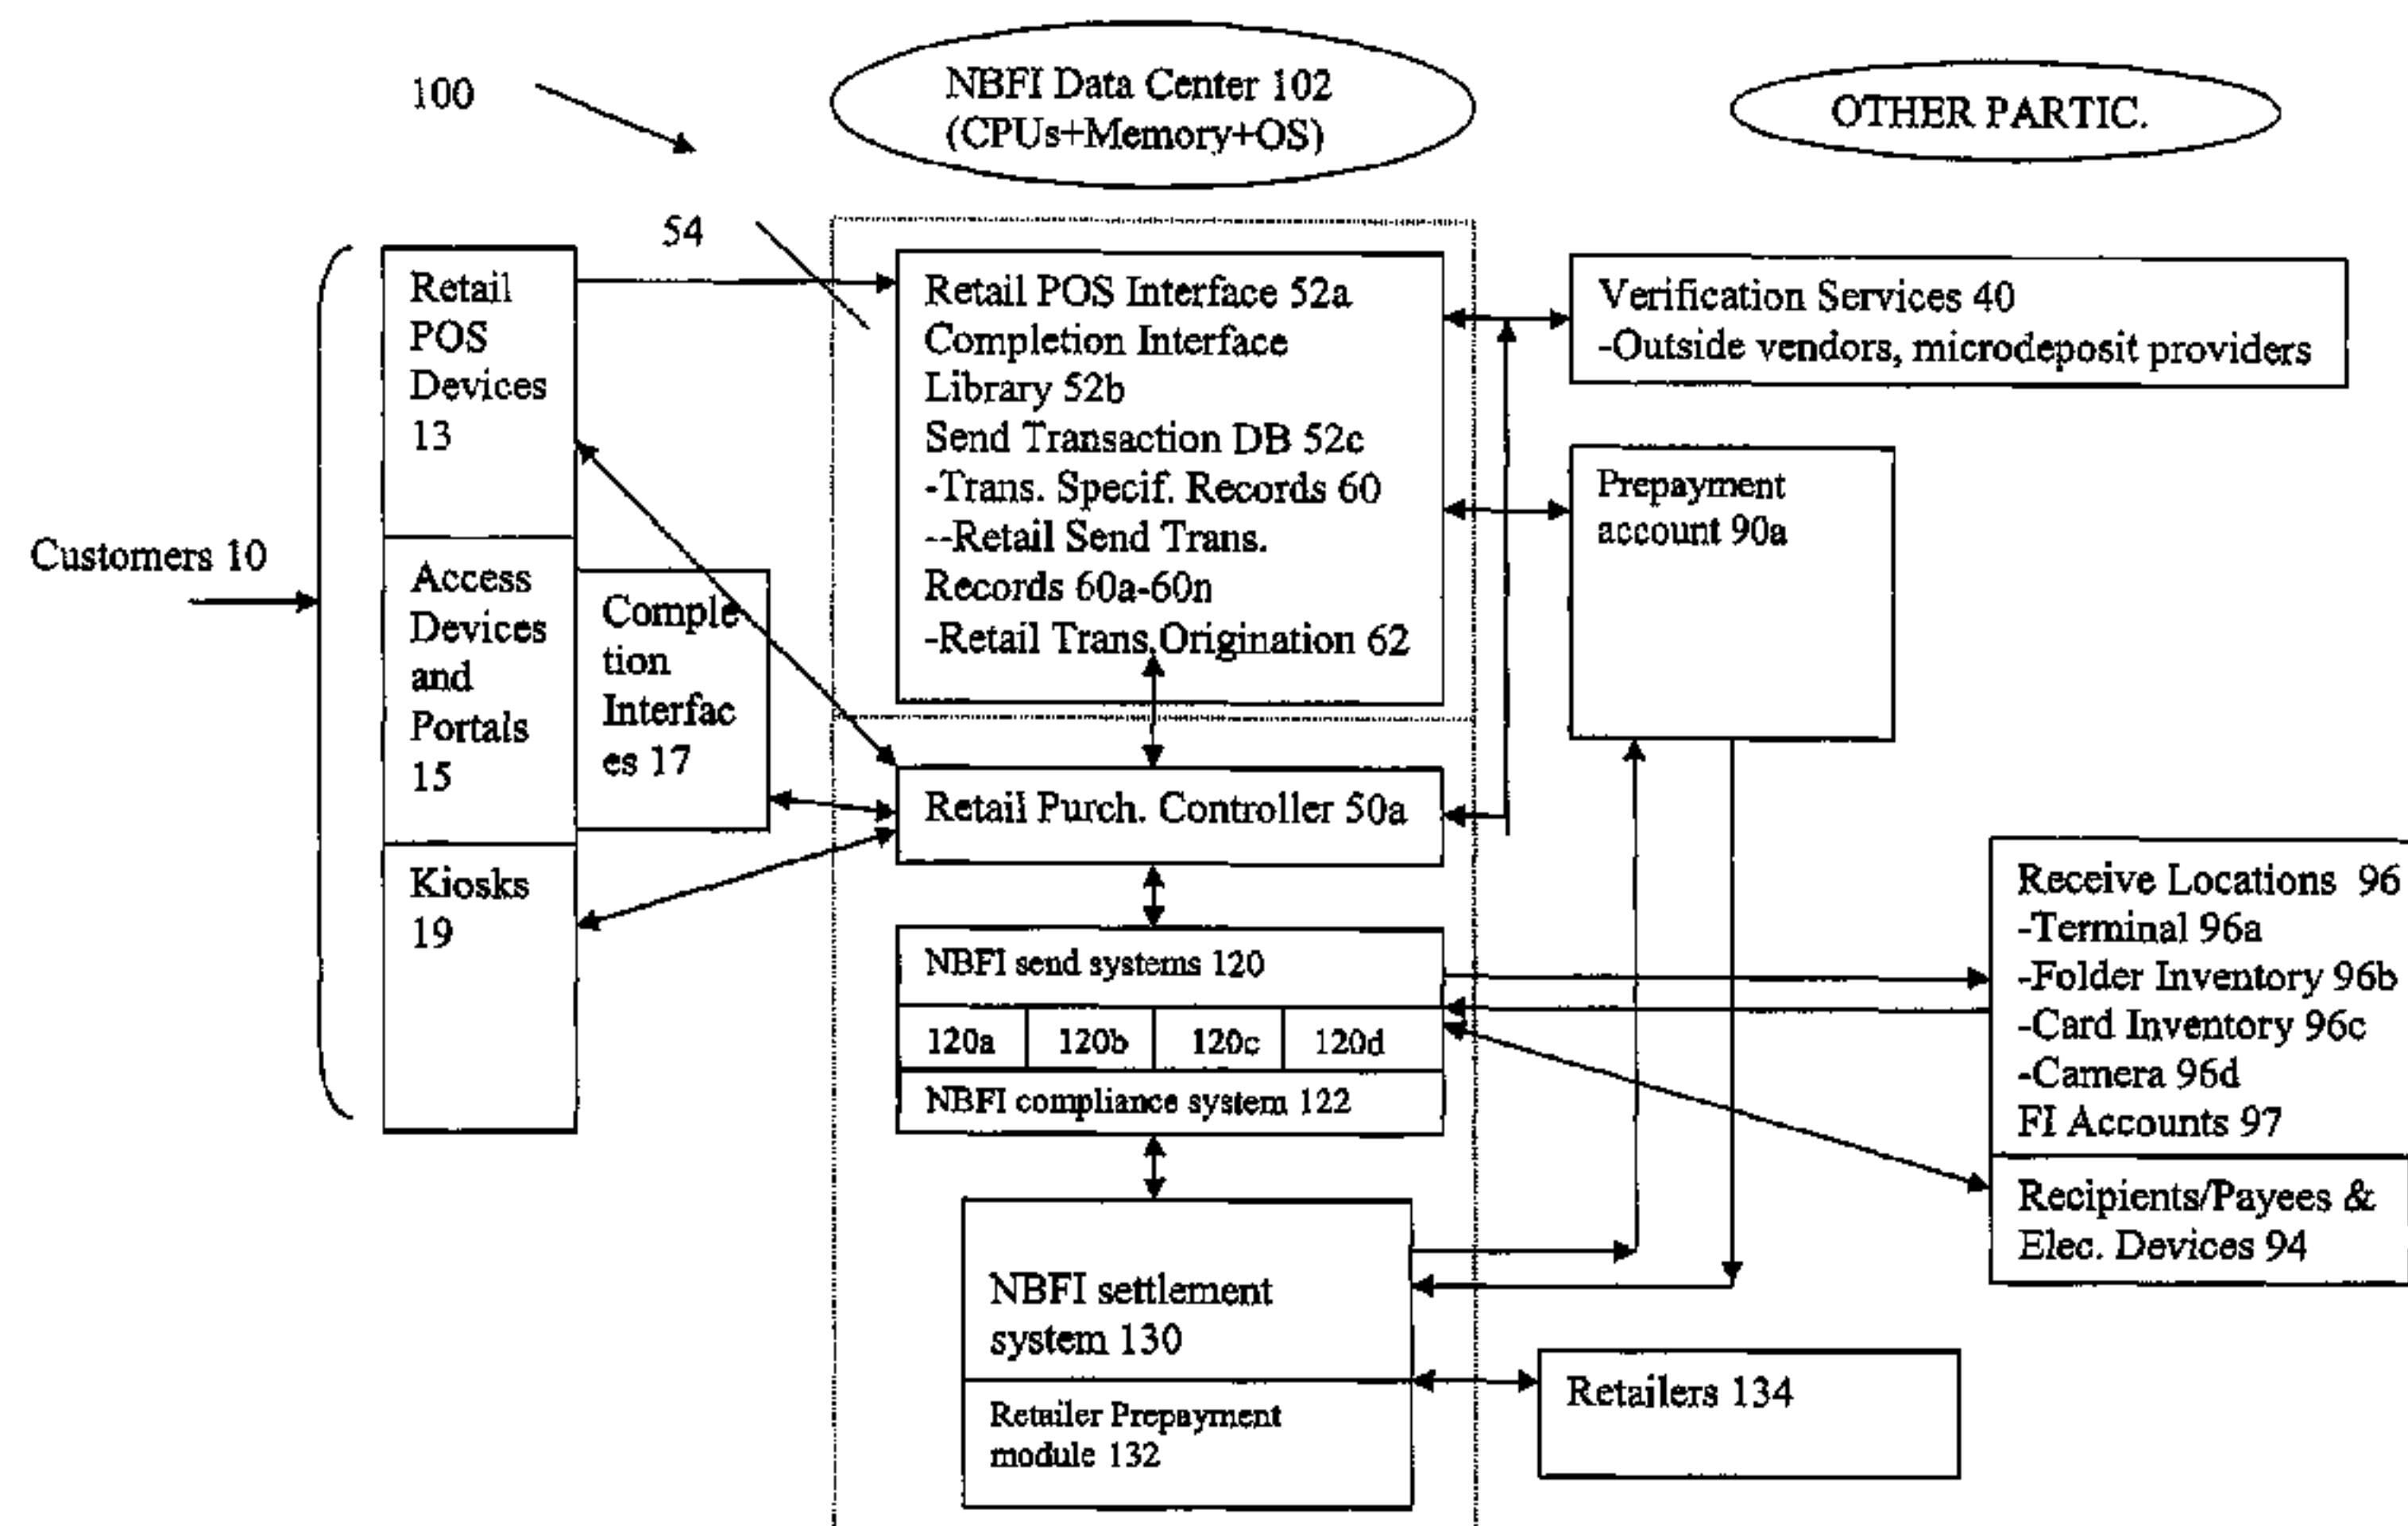 100
NBFI Data Center 102
(CPUs+Memory+OS)
OTHER PARTIC.
54
Customers 10
Retail
POS
Devices
13
Access
Devices
and
Portals
15
Comple
tion
Interfac
es 17
Kiosks
19
Retail POS Interface 52a
Completion Interface
Library 52b
Send Transaction DB 52c
-Trans. Specif. Records 60
--Retail Send Trans.
Records 60a-60n
-Retail Trans.Origination 62
Retail Purch. Controller 50a
NBFI send systems 120
120a 120b 120c 120d
NBFI compliance system 122
NBFI settlement
system 130
Retailer Prepayment
module 132
Verification Services 40
-Outside vendors, microdeposit providers
Prepayment
account 90a
Receive Locations 96
-Terminal 96a
-Folder Inventory 96b
-Card Inventory 96c
-Camera 96d
FI Accounts 97
Recipients/Payees &
Elec. Devices 94
Retailers 134